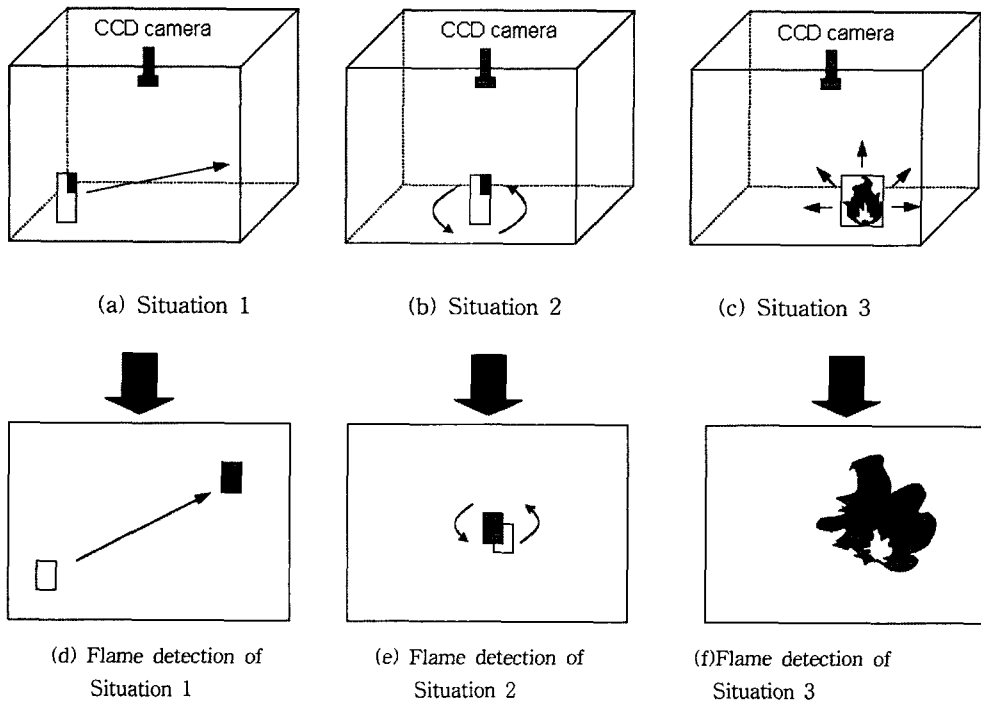 CCD camera
CCD camera
CCD camera
(a) Situation 1
(b) Situation 2
(c) Situation 3
(d) Flame detection of
Situation 1
(e) Flame detection of
Situation 2
(f)Flame detection of
Situation 3